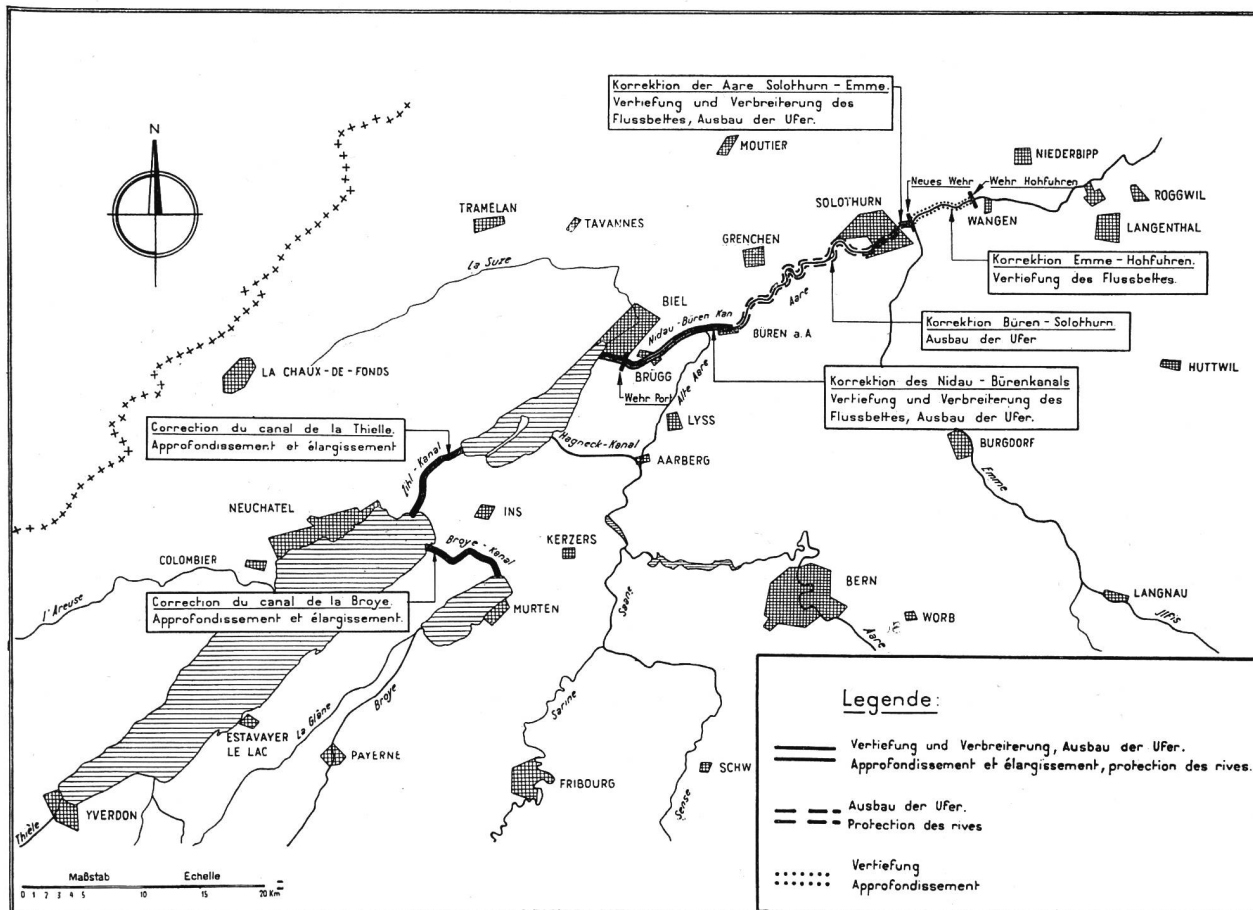 Korrektion der Aare Solothurn - Emme.
Vertiefung und Verbreiterung des
Flussbettes, Ausbau der Ufer.
N
MOUTIER
NIEDERBIPP
Neues Wehr
Wehr Hohfuhren
ROGGWIL
SOLOTHURN
WANGEN
LANGENTHAL
TRAMELAN
TAVANNES
GRENCHEN
Korrektion Emme - Hohfuhren.
Vertiefung des Flussbettes.
La Suze
Aare
BIEL
Nidau - Büren Kan
BÜREN a. A
Korrektion Büren - Solothurn
Ausbau der Ufer
LA CHAUX-DE-FONDS
BRÜGG
Wehr Port
Alte Aare
HUTTWIL
Korrektion des Nidau - Bürenkanals
Vertiefung und Verbreiterung des
Flussbettes, Ausbau der Ufer.
Correction du canal de la Thielle.
Approfondissement et élargissement
LYSS
Hagneck-Kanal
AARBERG
BURGDORF
Zihl-Kanal
Emme
NEUCHATEL
INS
Broye-Kanal
KERZERS
COLOMBIER
l'Areuse
BERN
LANGNAU
Correction du canal de la Broye.
Approfondissement et élargissement.
MURTEN
Saane
WORB
Aare
Jlfis
Legende:
Vertiefung und Verbreiterung, Ausbau der Ufer.
Approfondissement et élargissement, protection des rives.
Ausbau der Ufer.
Protection des rives
Vertiefung
Approfondissement
ESTAVAYER
LE LAC
La Glâne
Broye
PAYERNE
Sarine
FRIBOURG
SCHW
Sense
YVERDON
Thièle
Maßstab Echelle
0 1 2 3 4 5 10 15 20 Km